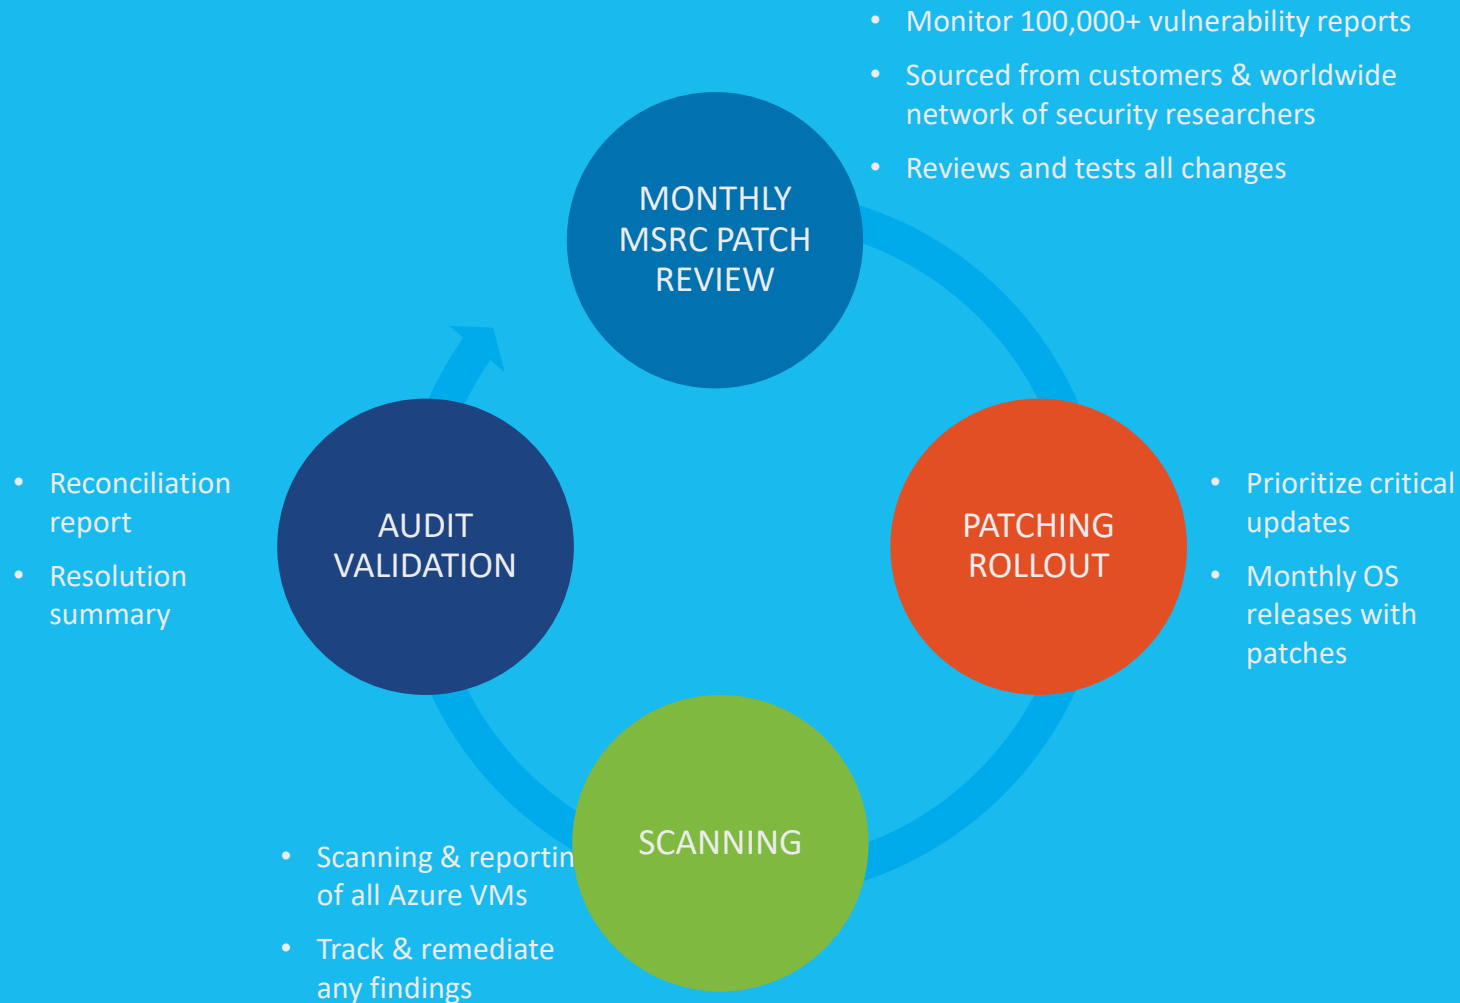 • Monitor 100,000+ vulnerability reports
• Sourced from customers & worldwide
network of security researchers
• Reviews and tests all changes
MONTHLY
MSRC PATCH
REVIEW
PATCHING
ROLLOUT
• Prioritize critical
updates
• Monthly OS
releases with
patches
SCANNING
• Scanning & reportin
of all Azure VMs
• Track & remediate
any findings
AUDIT
VALIDATION
• Reconciliation
report
• Resolution
summary